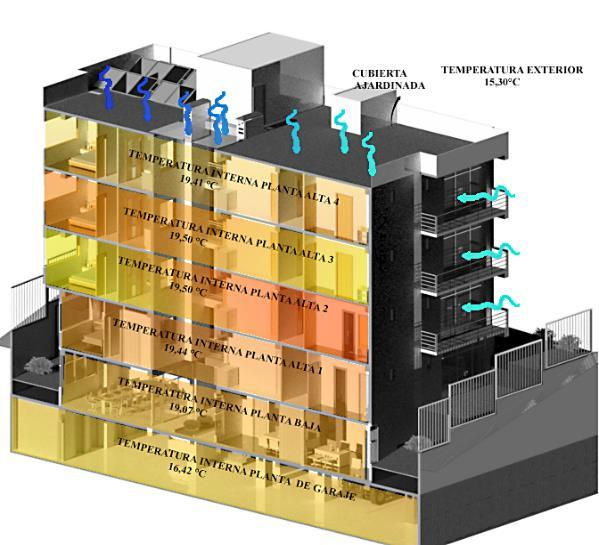 CUBIERTA
AJARDINADA
TEMPERATURA EXTERIOR
15,30°C
TEMPERATURA INTERNA PLANTA ALTA 4
19,41 °C
TEMPERATURA INTERNA PLANTA ALTA 3
19,50 °C
TEMPERATURA INTERNA PLANTA ALTA 2
19,50 °C
TEMPERATURA INTERNA PLANTA ALTA 1
19,44 °C
TEMPERATURA INTERNA PLANTA BAJA
19,07 °C
TEMPERATURA INTERNA PLANTA DE GARAJE
16,42 °C